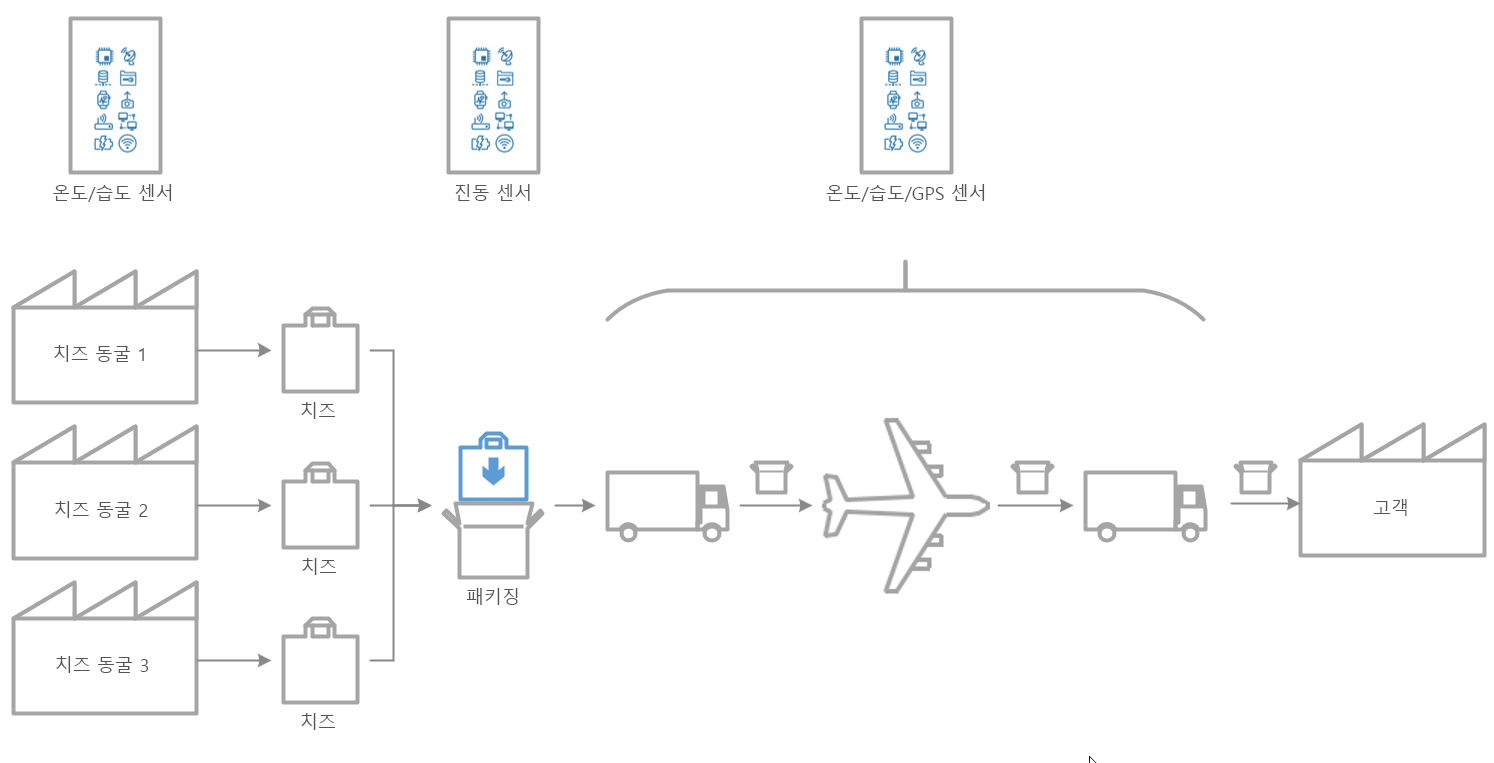 온도/습도 센서
진동 센서
온도/습도/GPS 센서
치즈 동굴 1
치즈
치즈 동굴 2
치즈
패키징
고객
치즈 동굴 3
치즈